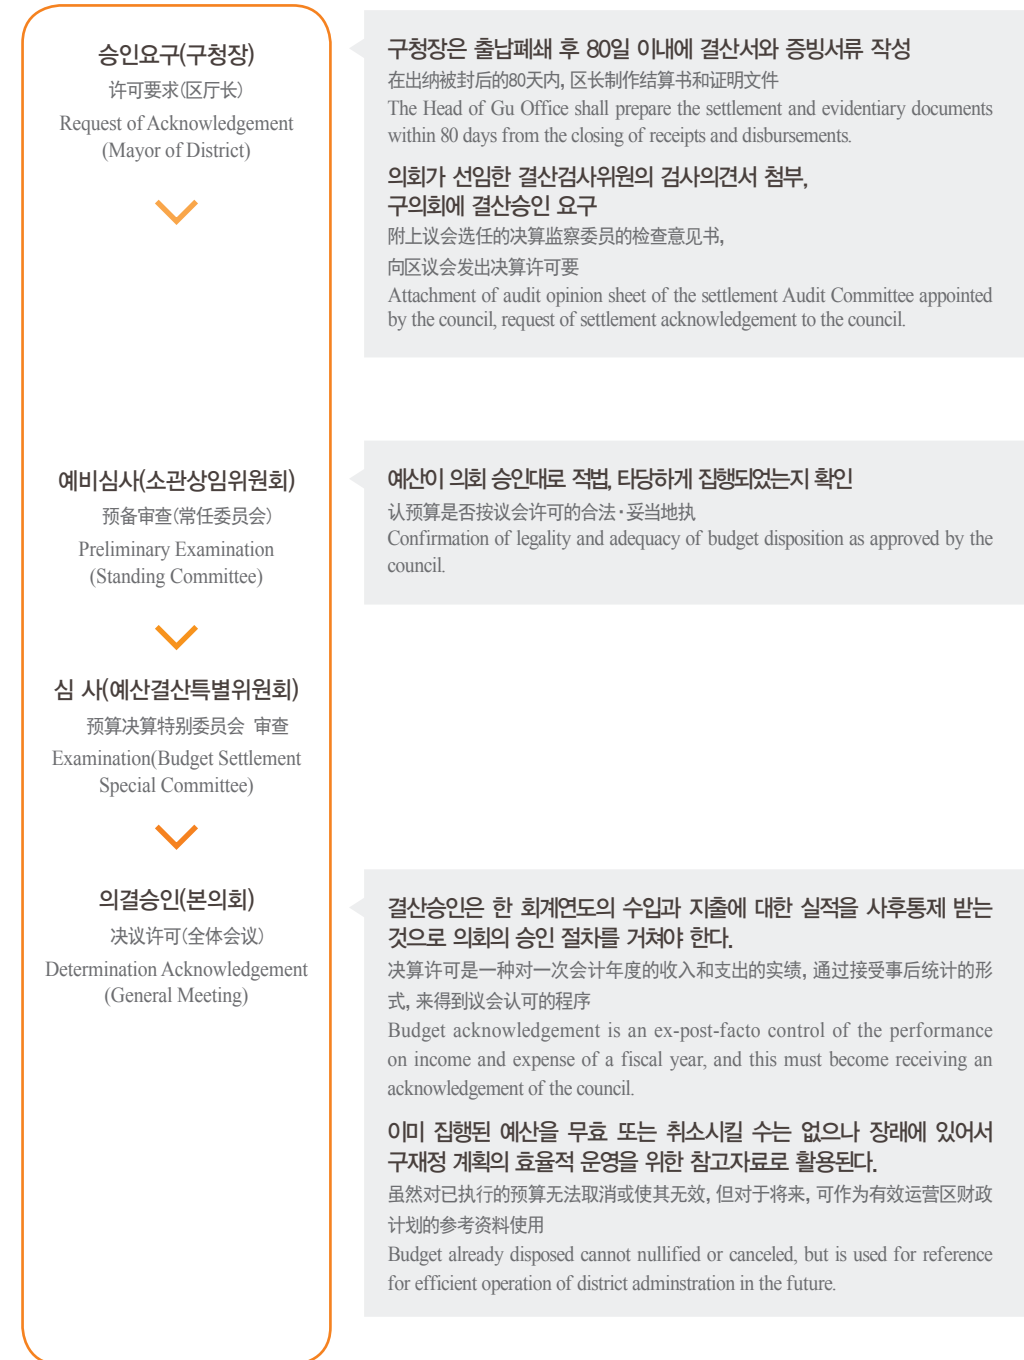 승인요구(구청장)
许可要求(区厅长)
Request of Acknowledgement
(Mayor of District)
구청장은 출납폐쇄 후 80일 이내에 결산서와 증빙서류 작성
在出纳被封后的80天内, 区长制作结算书和证明文件
The Head of Gu Office shall prepare the settlement and evidentiary documents
within 80 days from the closing of receipts and disbursements.
의회가 선임한 결산검사위원의 검사의견서 첨부,
구의회에 결산승인 요구
附上议会选任的决算监察委员的检查意见书,
向区议会发出决算许可要
Attachment of audit opinion sheet of the settlement Audit Committee appointed
by the council, request of settlement acknowledgement to the council.
예비심사(소관상임위원회)
预备审查(常任委员会)
Preliminary Examination
(Standing Committee)
예산이 의회 승인대로 적법, 타당하게 집행되었는지 확인
认预算是否按议会许可的合法·妥当地执
Confirmation of legality and adequacy of budget disposition as approved by the
council.
심 사(예산결산특별위원회)
预算决算特别委员会 审查
Examination(Budget Settlement
Special Committee)
의결승인(본의회)
决议许可(全体会议)
Determination Acknowledgement
(General Meeting)
결산승인은 한 회계연도의 수입과 지출에 대한 실적을 사후통제 받는
것으로 의회의 승인 절차를 거쳐야 한다.
决算许可是一种对一次会计年度的收入和支出的实绩, 通过接受事后统计的形
式, 来得到议会认可的程序
Budget acknowledgement is an ex-post-facto control of the performance
on income and expense of a fiscal year, and this must become receiving an
acknowledgement of the council.
이미 집행된 예산을 무효 또는 취소시킬 수는 없으나 장래에 있어서
구재정 계획의 효율적 운영을 위한 참고자료로 활용된다.
虽然对已执行的预算无法取消或使其无效, 但对于将来, 可作为有效运营区财政
计划的参考资料使用
Budget already disposed cannot nullified or canceled, but is used for reference
for efficient operation of district adminstration in the future.